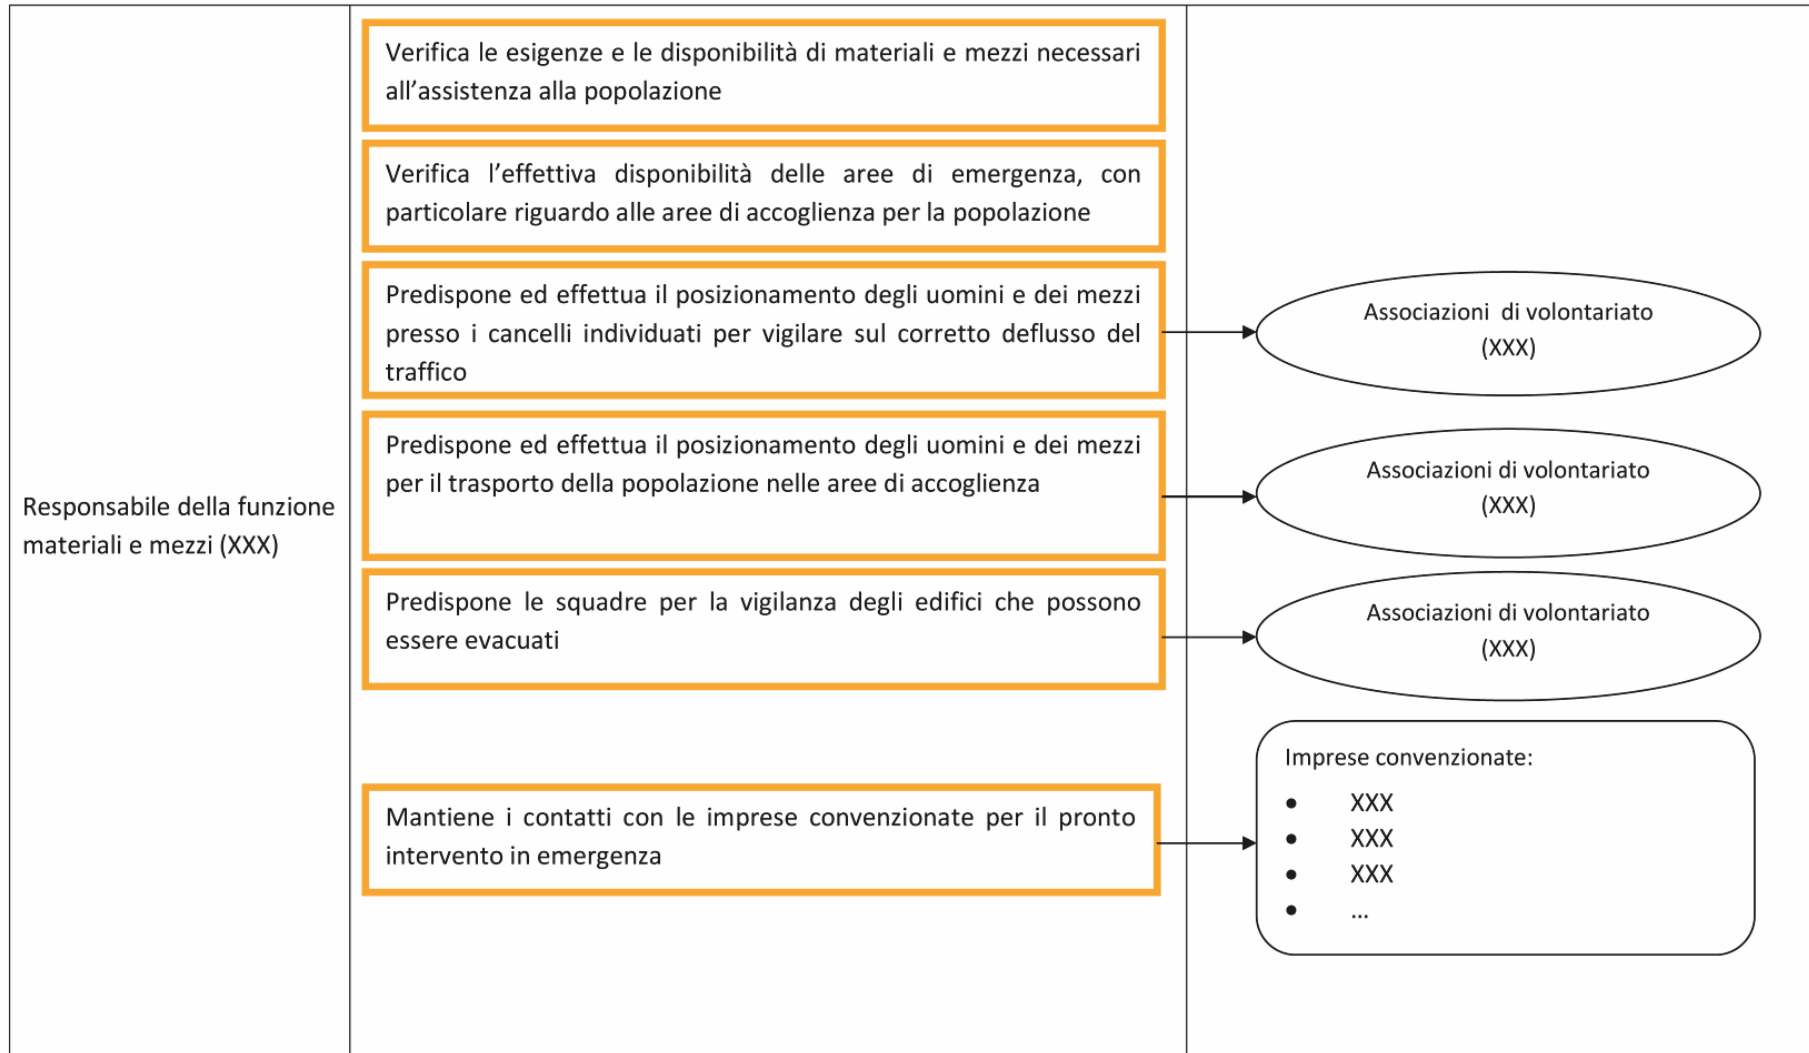 Verifica le esigenze e le disponibilità di materiali e mezzi necessari
all’assistenza alla popolazione
Verifica l’effettiva disponibilità delle aree di emergenza, con
particolare riguardo alle aree di accoglienza per la popolazione
Predispone ed effettua il posizionamento degli uomini e dei mezzi
presso i cancelli individuati per vigilare sul corretto deflusso del
traffico
Associazioni di volontariato
(XXX)
Predispone ed effettua il posizionamento degli uomini e dei mezzi
per il trasporto della popolazione nelle aree di accoglienza
Associazioni di volontariato
(XXX)
Responsabile della funzione
materiali e mezzi (XXX)
Predispone le squadre per la vigilanza degli edifici che possono
essere evacuati
Associazioni di volontariato
(XXX)
Mantiene i contatti con le imprese convenzionate per il pronto
intervento in emergenza
Imprese convenzionate:
• XXX
• XXX
• XXX
• ...